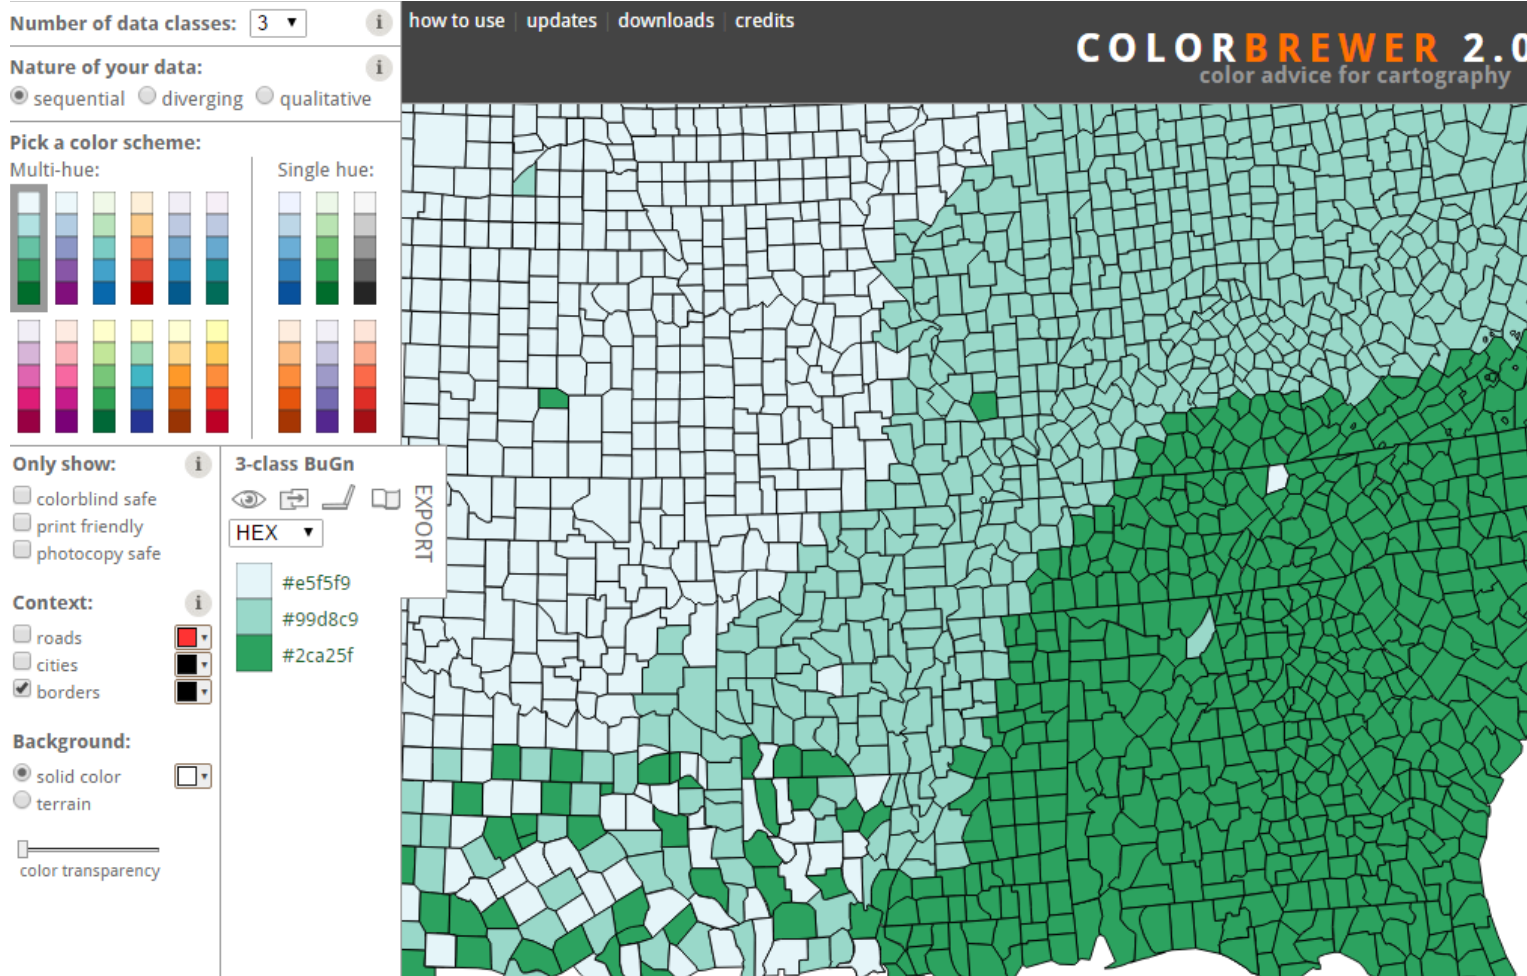 Number of data classes: 3
how to use updates downloads credits
COLORBREWER 2.0
color advice for cartography
Nature of your data:
sequential diverging qualitative
Pick a color scheme:
Multi-hue: Single hue:
Only show:
colorblind safe
print friendly
photocopy safe
Context:
roads
cities
borders
Background:
solid color
terrain
color transparency
3-class BuGn
EXPORT
HEX
#e5f5f9
#99d8c9
#2ca25f